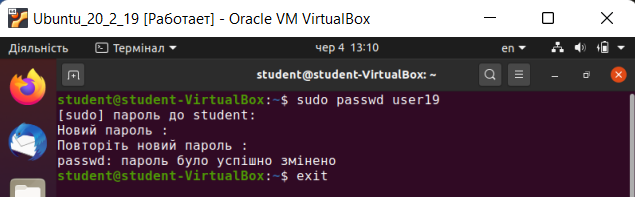 Ubuntu_20_2_19 [Работает] - Oracle VM VirtualBox
Діяльність Термінал чер 4 13:10 en
student@student-VirtualBox: ~
student@student-VirtualBox:~$ sudo passwd user19
[sudo] пароль до student:
Новий пароль :
Повторіть новий пароль :
passwd: пароль було успішно змінено
student@student-VirtualBox:~$ exit